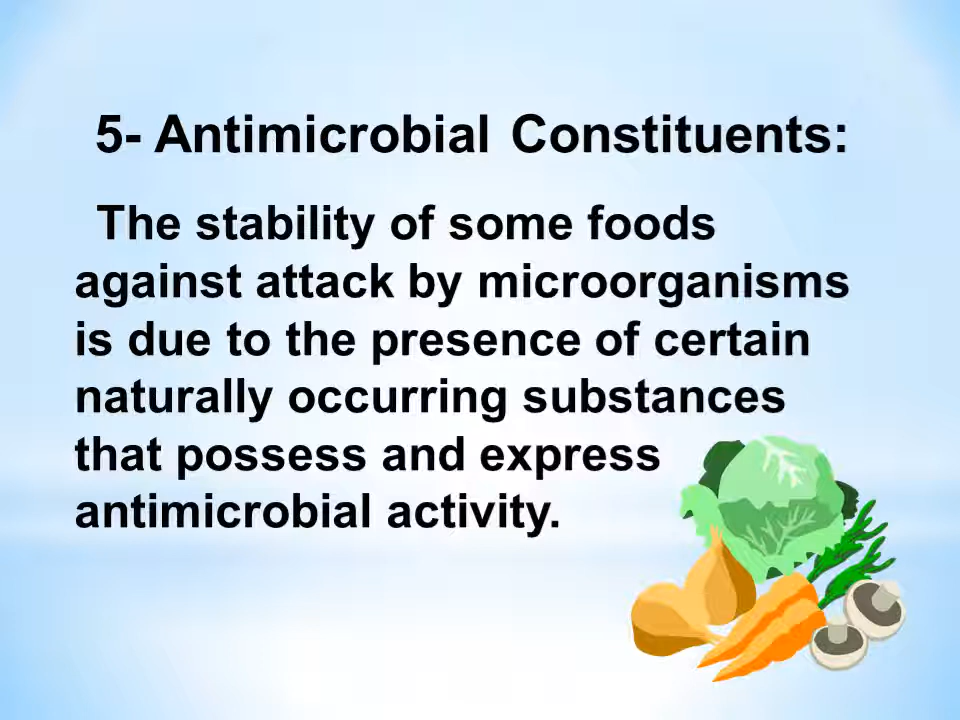 5- Antimicrobial Constituents:
The stability of some foods
against attack by microorganisms
is due to the presence of certain
naturally occurring substances
that possess and express
antimicrobial activity.